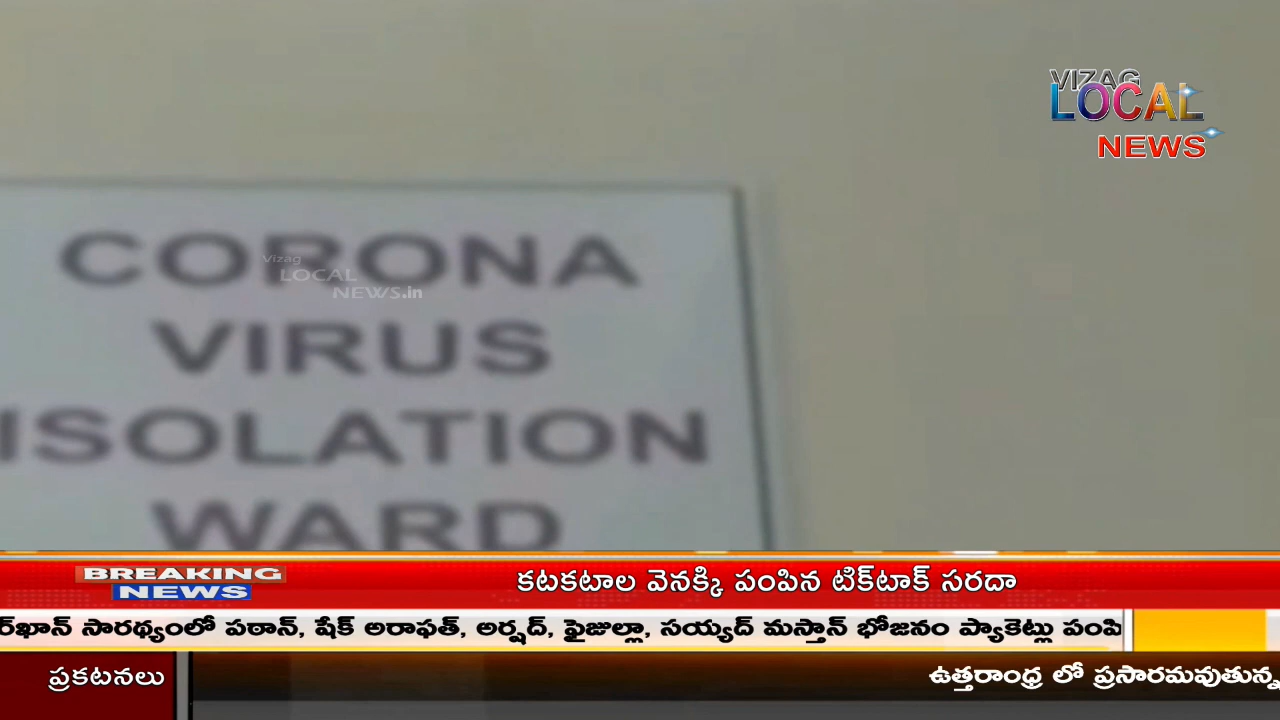 VIZAG
LOCAL
NEWS
CORONA
VIRUS
ISOLATION
WARD
Vizag
LOCAL
NEWS.in
BREAKING
NEWS
కటకటాల వెనక్కి పంపిన టిక్‌టాక్ సరదా
ర్‌ఖాన్ సారథ్యంలో పఠాన్, షేక్ అరాఫత్, అర్షద్, ఫైజుల్లా, సయ్యద్ మస్తాన్ భోజనం ప్యాకెట్లు పంపి
ప్రకటనలు
ఉత్తరాంధ్ర లో ప్రసారమవుతున్న